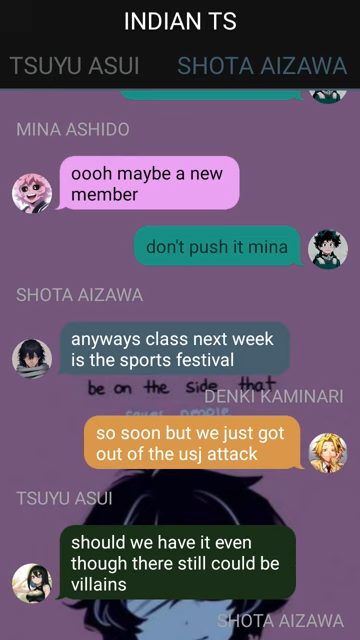 INDIAN TS
TSUYU ASUI
SHOTA AIZAWA
MINA ASHIDO
oooh maybe a new
member
don't push it mina
SHOTA AIZAWA
anyways class next week
is the sports festival
be on the side that
DENKI KAMINARI
saves people
so soon but we just got
out of the usj attack
TSUYU ASUI
should we have it even
though there still could be
villains
SHOTA AIZAWA